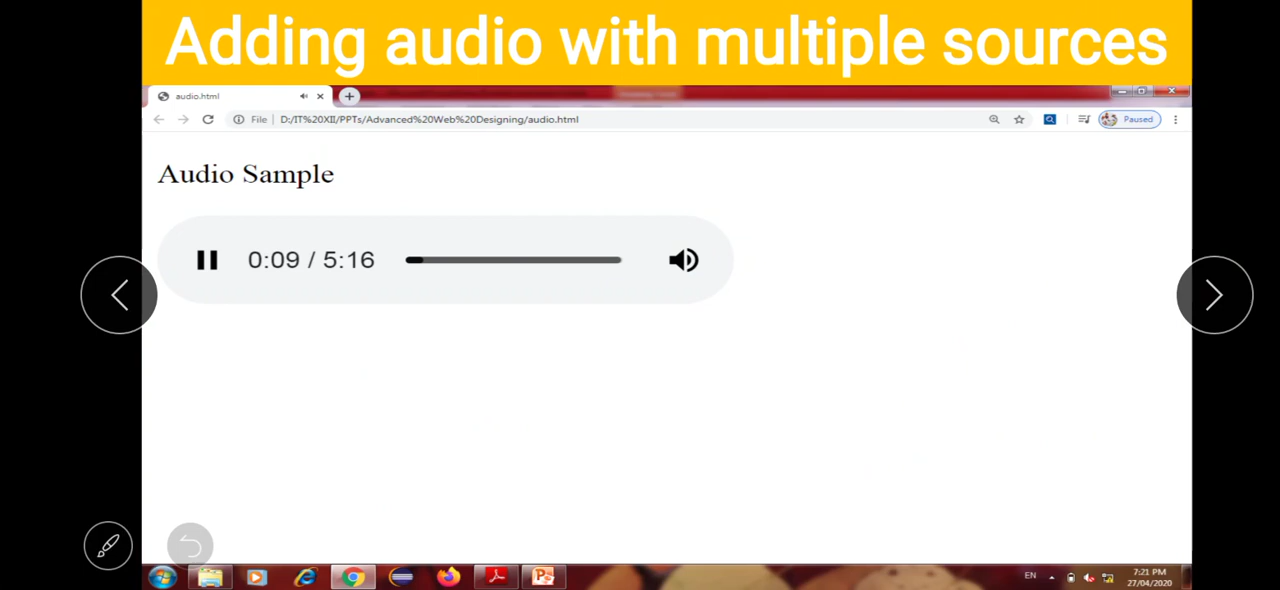 Adding audio with multiple sources
audio.html
File D:/IT%20XII/PPTs/Advanced%20Web%20Designing/audio.html Paused
Audio Sample
0:09 / 5:16
EN 7:21 PM
27/04/2020